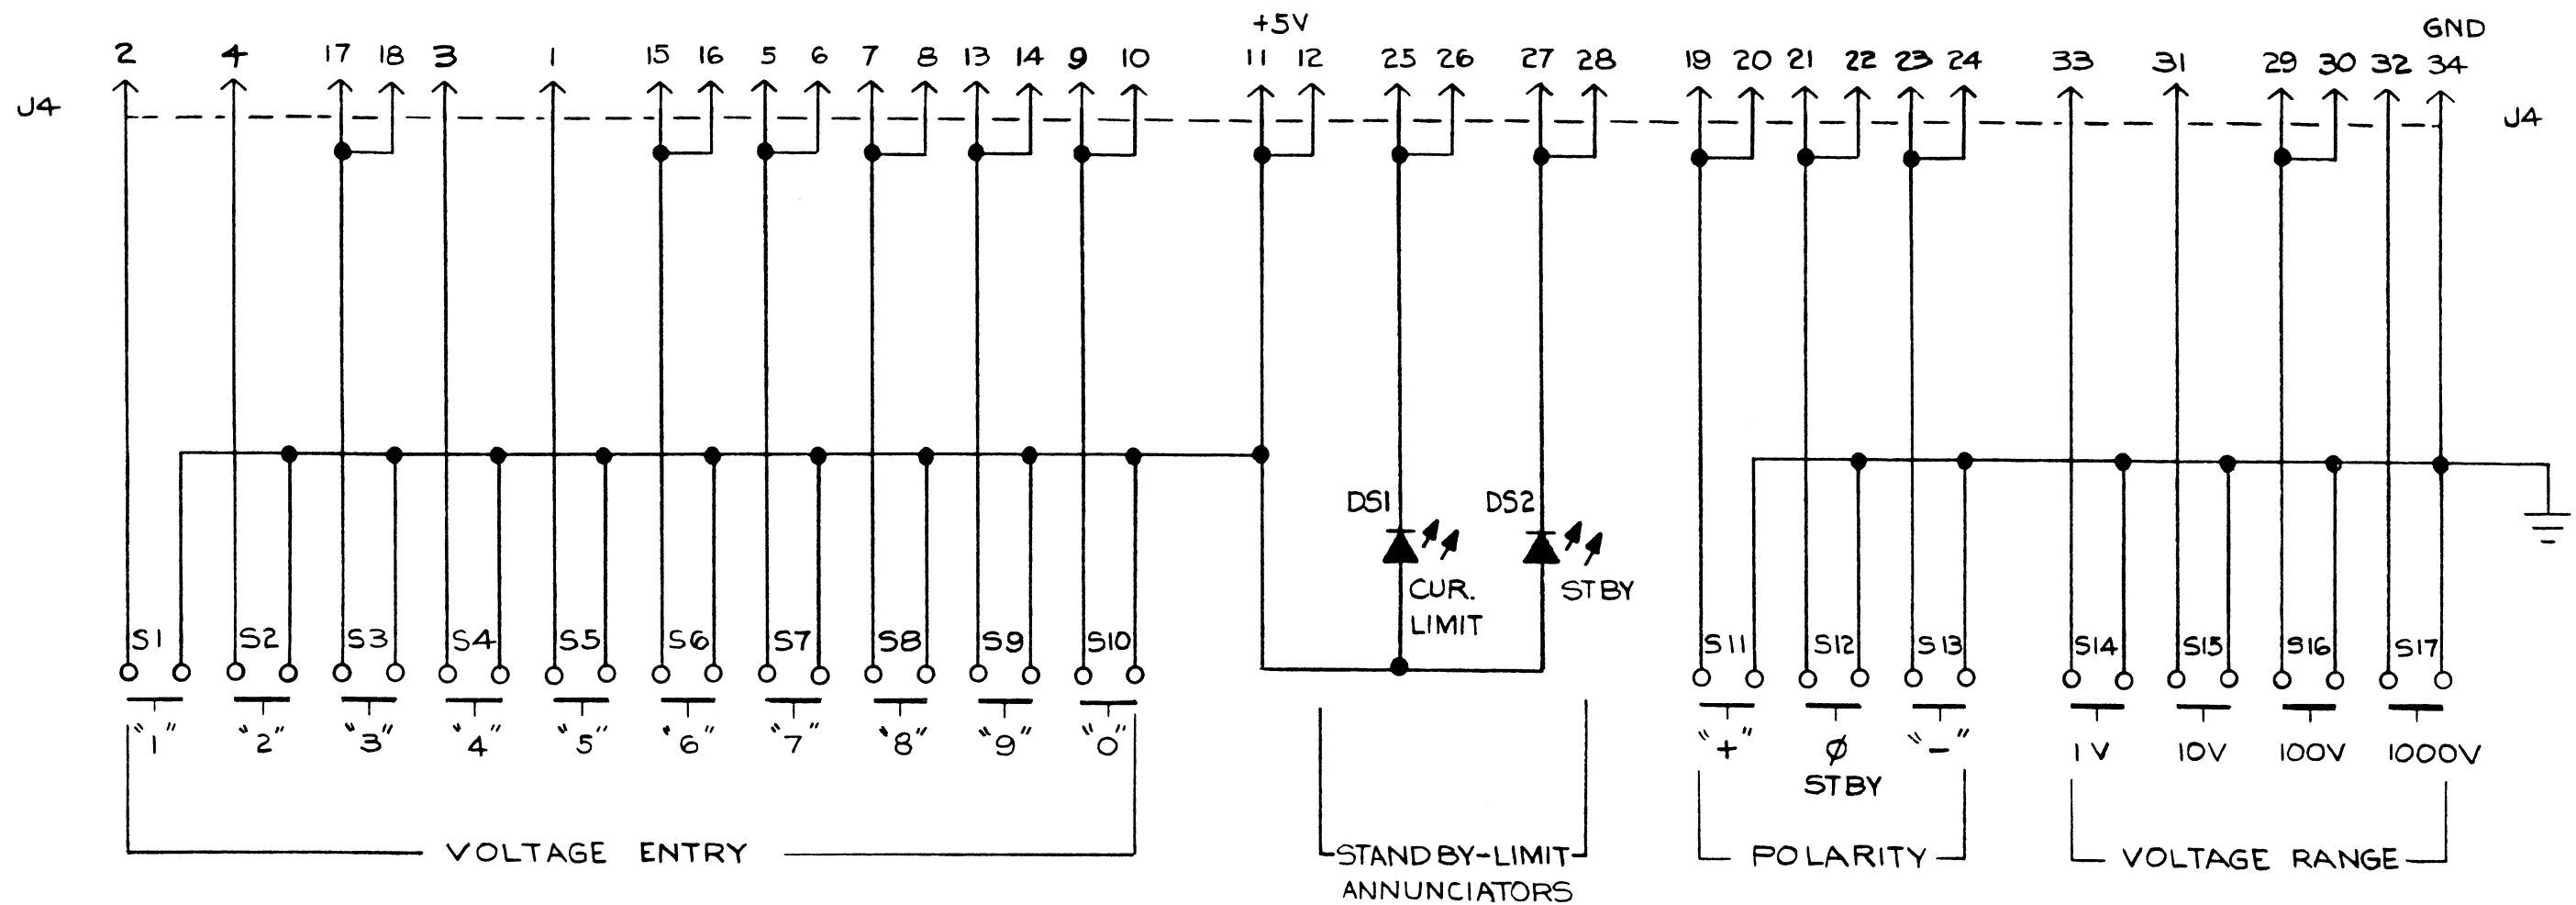 +5V GND
2 4 17 18 3 1 15 16 5 6 7 8 13 14 9 10 11 12 25 26 27 28 19 20 21 22 23 24 33 31 29 30 32 34
J4 J4
DS1 DS2
CUR. STBY
LIMIT
S1 S2 S3 S4 S5 S6 S7 S8 S9 S10 S11 S12 S13 S14 S15 S16 S17
"1" "2" "3" "4" "5" "6" "7" "8" "9" "0" "+" Ø "-" 1V 10V 100V 1000V
STBY
VOLTAGE ENTRY STANDBY-LIMIT POLARITY VOLTAGE RANGE
ANNUNCIATORS